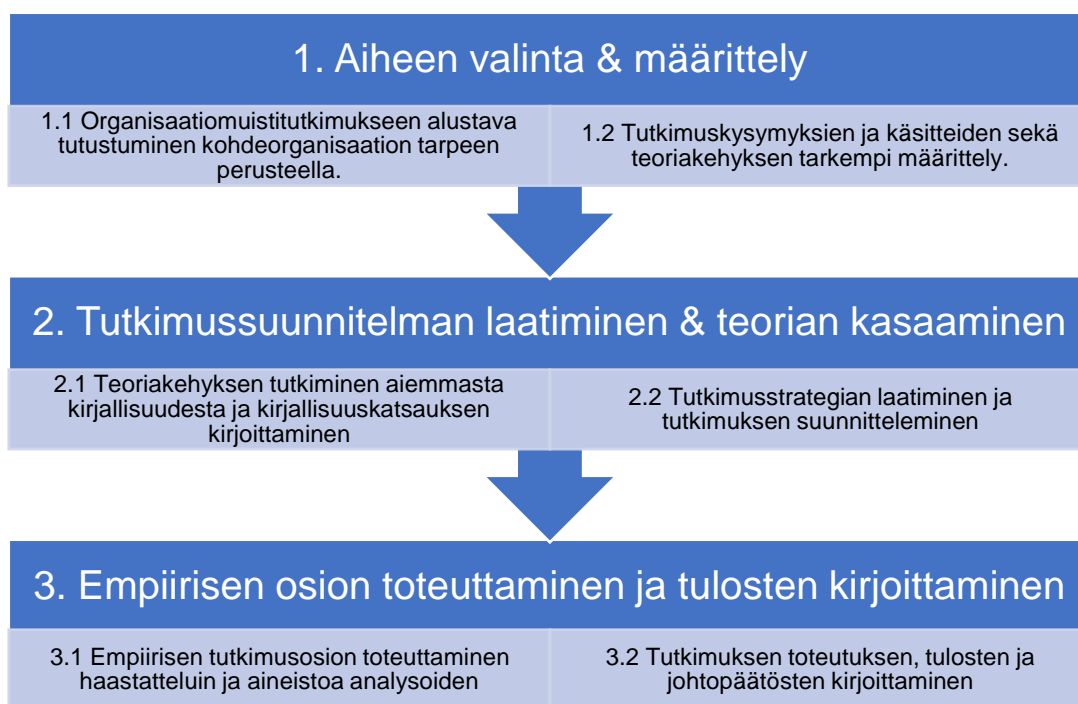 1. Aiheen valinta & määrittely
1.1 Organisaatiomuistitutkimukseen alustava
tutustuminen kohdeorganisaation tarpeen
perusteella.
1.2 Tutkimuskysymyksien ja käsitteiden sekä
teoriakehyksen tarkempi määrittely.
2. Tutkimussuunnitelman laatiminen & teorian kasaaminen
2.1 Teoriakehyksen tutkiminen aiemmasta
kirjallisuudesta ja kirjallisuuskatsauksen
kirjoittaminen
2.2 Tutkimusstrategian laatiminen ja
tutkimuksen suunnitteleminen
3. Empiirisen osion toteuttaminen ja tulosten kirjoittaminen
3.1 Empiirisen tutkimusosion toteuttaminen
haastatteluin ja aineistoa analysoiden
3.2 Tutkimuksen toteutuksen, tulosten ja
johtopäätösten kirjoittaminen